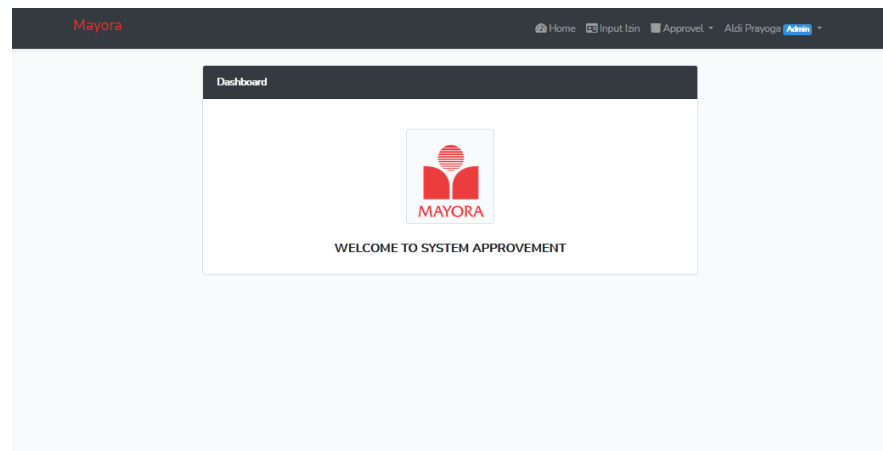 Mayora
Home Input Izin Approvel Aldi Prayoga Admin
Dashboard
MAYORA
WELCOME TO SYSTEM APPROVEMENT